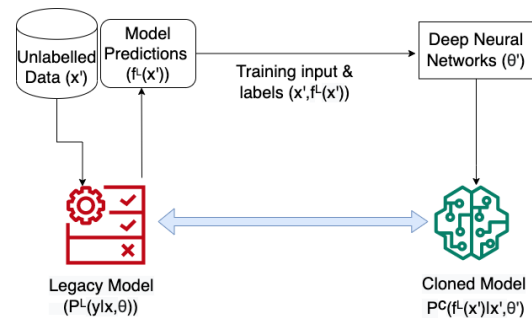 Unlabelled
Data (x')
Model
Predictions
(fᴸ(x'))
Training input &
labels (x',fᴸ(x'))
Deep Neural
Networks (θ')
Legacy Model
(Pᴸ(y|x,θ))
Cloned Model
Pᶜ(fᴸ(x')|x',θ')